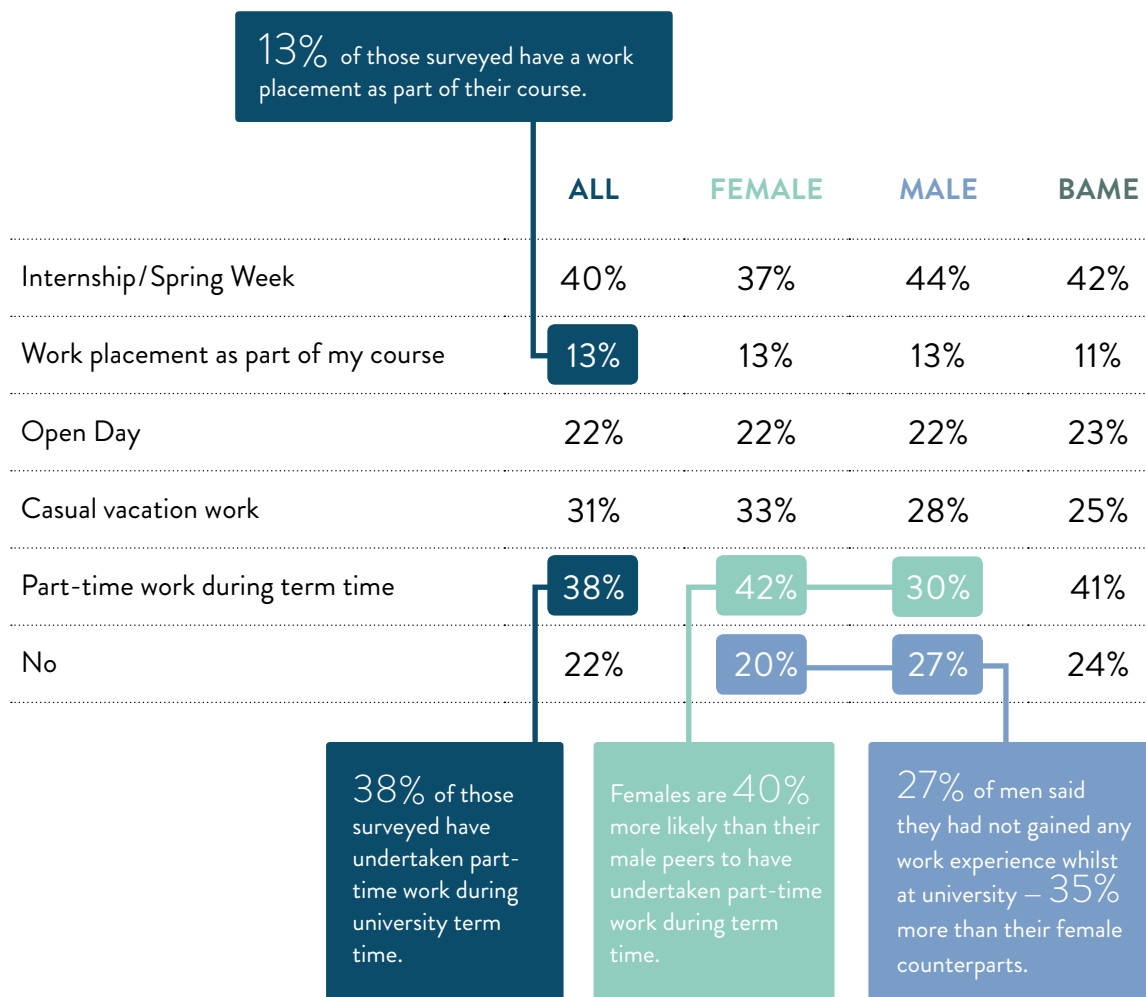 13% of those surveyed have a work
placement as part of their course.
ALL FEMALE MALE BAME
Internship/Spring Week 40% 37% 44% 42%
Work placement as part of my course 13% 13% 13% 11%
Open Day 22% 22% 22% 23%
Casual vacation work 31% 33% 28% 25%
Part-time work during term time 38% 42% 30% 41%
No 22% 20% 27% 24%
38% of those
surveyed have
undertaken part-
time work during
university term
time.
Females are 40%
more likely than their
male peers to have
undertaken part-time
work during term
time.
27% of men said
they had not gained any
work experience whilst
at university – 35%
more than their female
counterparts.